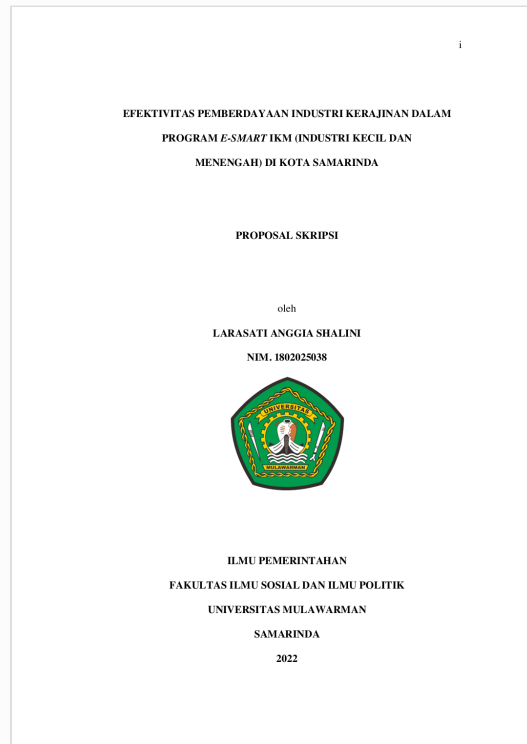 i
EFEKTIVITAS PEMBERDAYAAN INDUSTRI KERAJINAN DALAM
PROGRAM E-SMART IKM (INDUSTRI KECIL DAN
MENENGAH) DI KOTA SAMARINDA
PROPOSAL SKRIPSI
oleh
LARASATI ANGGIA SHALINI
NIM. 1802025038
UNIVERSITAS
MULAWARMAN
ILMU PEMERINTAHAN
FAKULTAS ILMU SOSIAL DAN ILMU POLITIK
UNIVERSITAS MULAWARMAN
SAMARINDA
2022